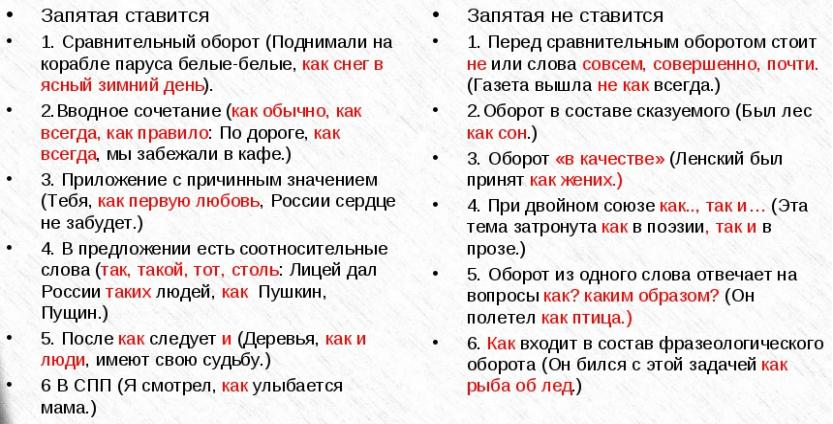 • Запятая ставится
• 1. Сравнительный оборот (Поднимали на
корабле паруса белые-белые, как снег в
ясный зимний день).
• 2.Вводное сочетание (как обычно, как
всегда, как правило: По дороге, как
всегда, мы забежали в кафе.)
• 3. Приложение с причинным значением
(Тебя, как первую любовь, России сердце
не забудет.)
• 4. В предложении есть соотносительные
слова (так, такой, тот, столь: Лицей дал
России таких людей, как Пушкин,
Пущин.)
• 5. После как следует и (Деревья, как и
люди, имеют свою судьбу.)
• 6 В СПП (Я смотрел, как улыбается
мама.)
• Запятая не ставится
• 1. Перед сравнительным оборотом стоит
не или слова совсем, совершенно, почти.
(Газета вышла не как всегда.)
• 2.Оборот в составе сказуемого (Был лес
как сон.)
• 3. Оборот «в качестве» (Ленский был
принят как жених.)
• 4. При двойном союзе как.., так и… (Эта
тема затронута как в поэзии, так и в
прозе.)
• 5. Оборот из одного слова отвечает на
вопросы как? каким образом? (Он
полетел как птица.)
• 6. Как входит в состав фразеологического
оборота (Он бился с этой задачей как
рыба об лед.)